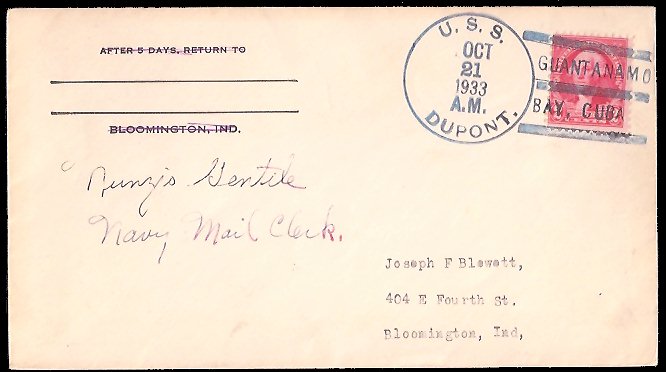 AFTER 5 DAYS, RETURN TO
BLOOMINGTON, IND.
U. S. S. DUPONT.
OCT
21
1933
A.M.
GUANTANAMO
BAY, CUBA
Gentile
Navy Mail Clerk.
Joseph F Blewett,
404 E Fourth St.
Bloomington, Ind,